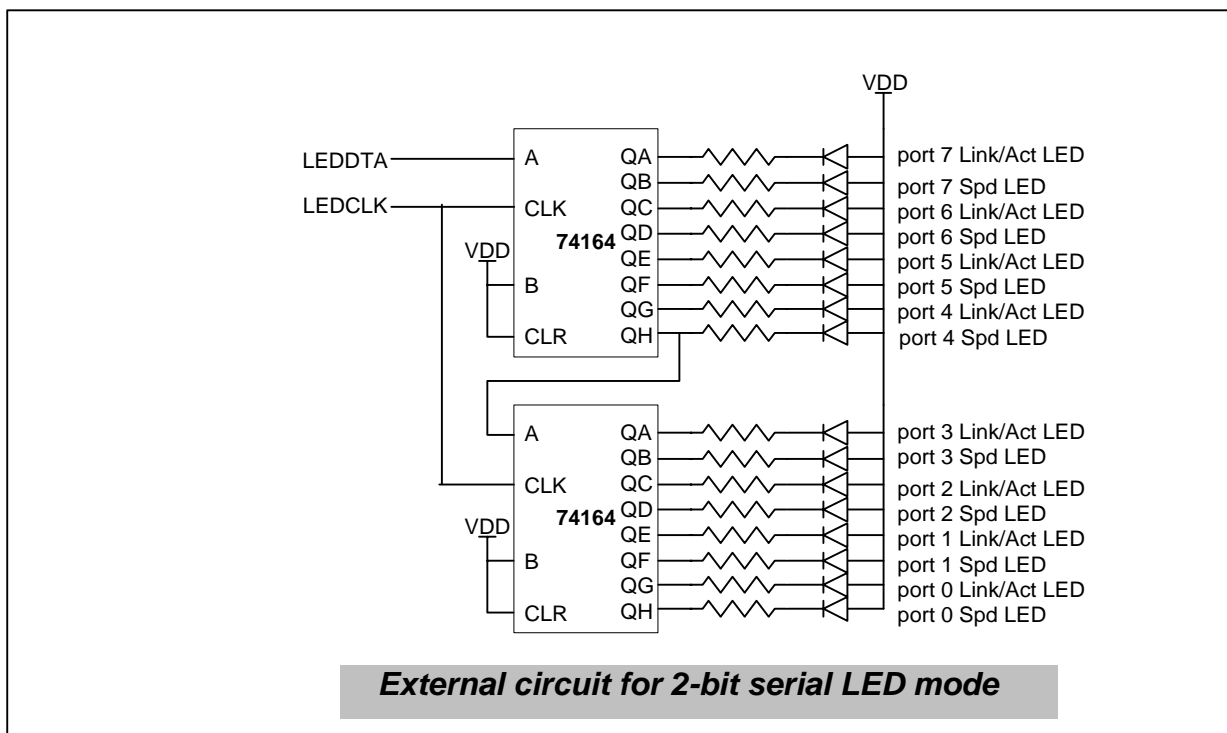 VDD
LEDDTA
LEDCLK
A
CLK
74164
VDD
B
CLR
QA
QB
QC
QD
QE
QF
QG
QH
port 7 Link/Act LED
port 7 Spd LED
port 6 Link/Act LED
port 6 Spd LED
port 5 Link/Act LED
port 5 Spd LED
port 4 Link/Act LED
port 4 Spd LED
A
CLK
74164
VDD
B
CLR
QA
QB
QC
QD
QE
QF
QG
QH
port 3 Link/Act LED
port 3 Spd LED
port 2 Link/Act LED
port 2 Spd LED
port 1 Link/Act LED
port 1 Spd LED
port 0 Link/Act LED
port 0 Spd LED
External circuit for 2-bit serial LED mode